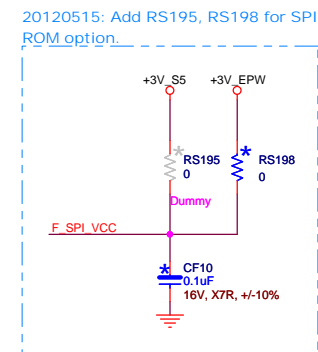 20120515: Add RS195, RS198 for SPI
ROM option.
+3V_S5
+3V_EPW
RS195
0
RS198
0
Dummy
F_SPI_VCC
CF10
0.1uF
16V, X7R, +/-10%